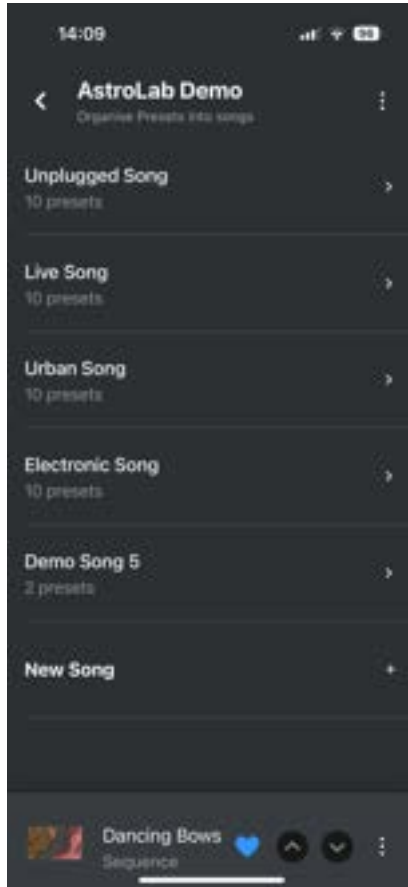 14:09
98
AstroLab Demo
Organise Presets into songs
Unplugged Song
10 presets
Live Song
10 presets
Urban Song
10 presets
Electronic Song
10 presets
Demo Song 5
2 presets
New Song
Dancing Bows
Sequence